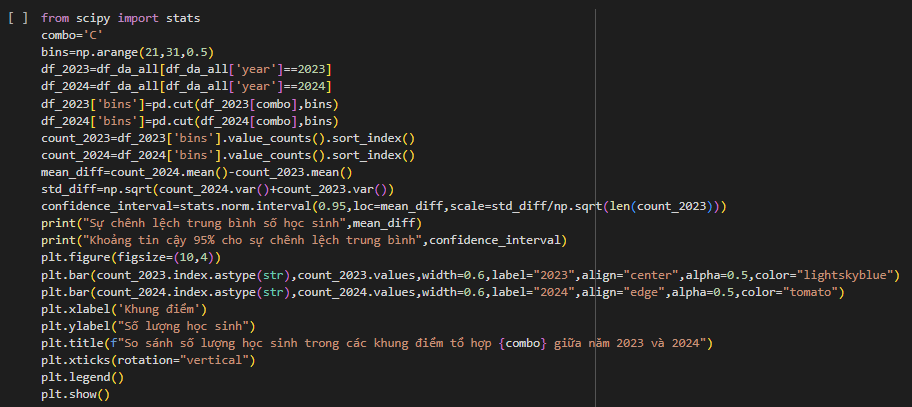 [ ] from scipy import stats
combo='C'
bins=np.arange(21,31,0.5)
df_2023=df_da_all[df_da_all['year']==2023]
df_2024=df_da_all[df_da_all['year']==2024]
df_2023['bins']=pd.cut(df_2023[combo],bins)
df_2024['bins']=pd.cut(df_2024[combo],bins)
count_2023=df_2023['bins'].value_counts().sort_index()
count_2024=df_2024['bins'].value_counts().sort_index()
mean_diff=count_2024.mean()-count_2023.mean()
std_diff=np.sqrt(count_2024.var()+count_2023.var())
confidence_interval=stats.norm.interval(0.95,loc=mean_diff,scale=std_diff/np.sqrt(len(count_2023)))
print("Sự chênh lệch trung bình số học sinh",mean_diff)
print("Khoảng tin cậy 95% cho sự chênh lệch trung bình",confidence_interval)
plt.figure(figsize=(10,4))
plt.bar(count_2023.index.astype(str),count_2023.values,width=0.6,label="2023",align="center",alpha=0.5,color="lightskyblue")
plt.bar(count_2024.index.astype(str),count_2024.values,width=0.6,label="2024",align="edge",alpha=0.5,color="tomato")
plt.xlabel('Khung điểm')
plt.ylabel("Số lượng học sinh")
plt.title(f"So sánh số lượng học sinh trong các khung điểm tổ hợp {combo} giữa năm 2023 và 2024")
plt.xticks(rotation="vertical")
plt.legend()
plt.show()